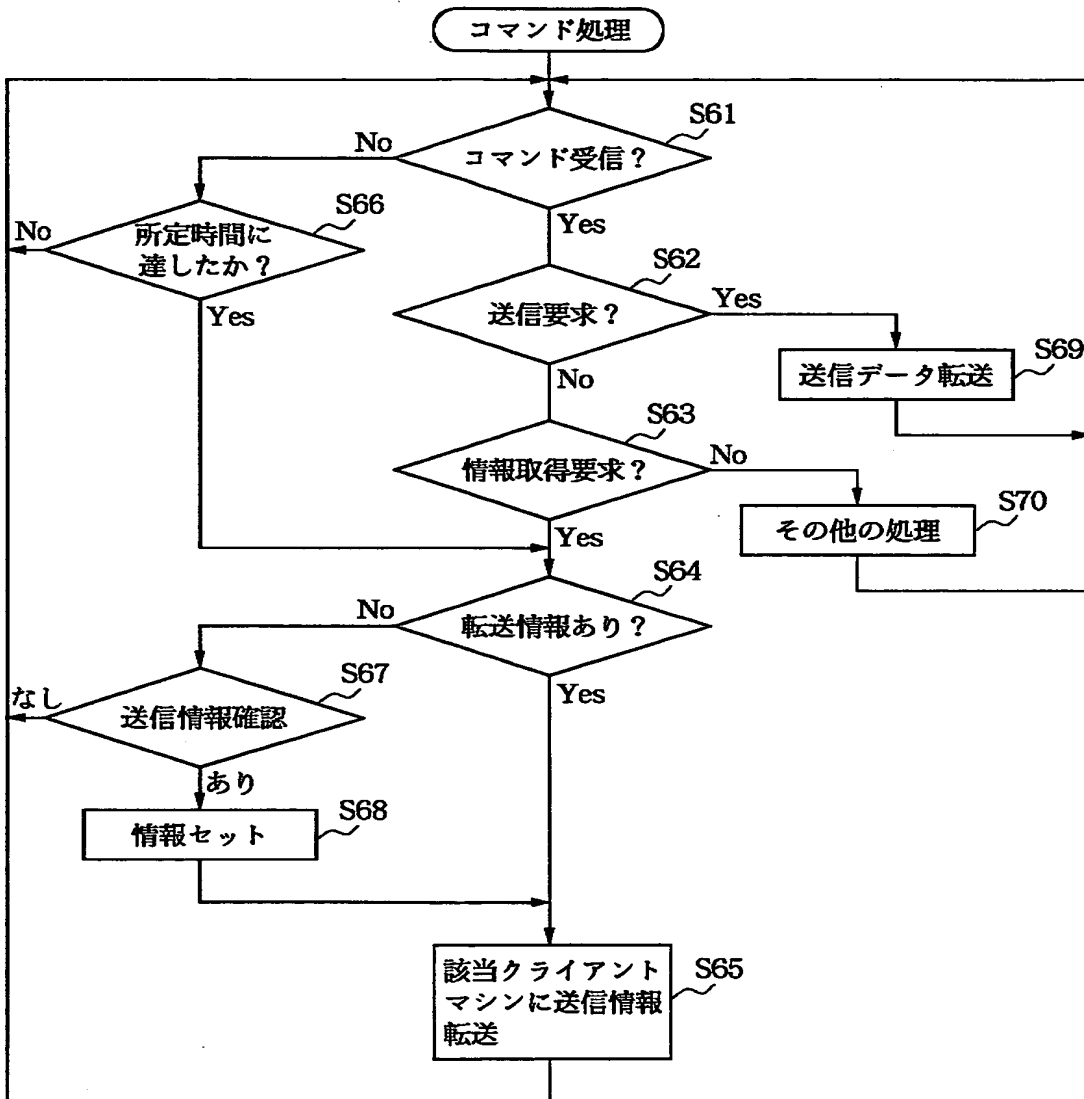 コマンド処理
S61
No
コマンド受信?
Yes
S66
No
所定時間に
達したか?
Yes
S62
送信要求?
Yes
No
S69
送信データ転送
S63
情報取得要求?
No
Yes
S70
その他の処理
S64
No
転送情報あり?
Yes
S67
なし
送信情報確認
あり
S68
情報セット
S65
該当クライアント
マシンに送信情報
転送